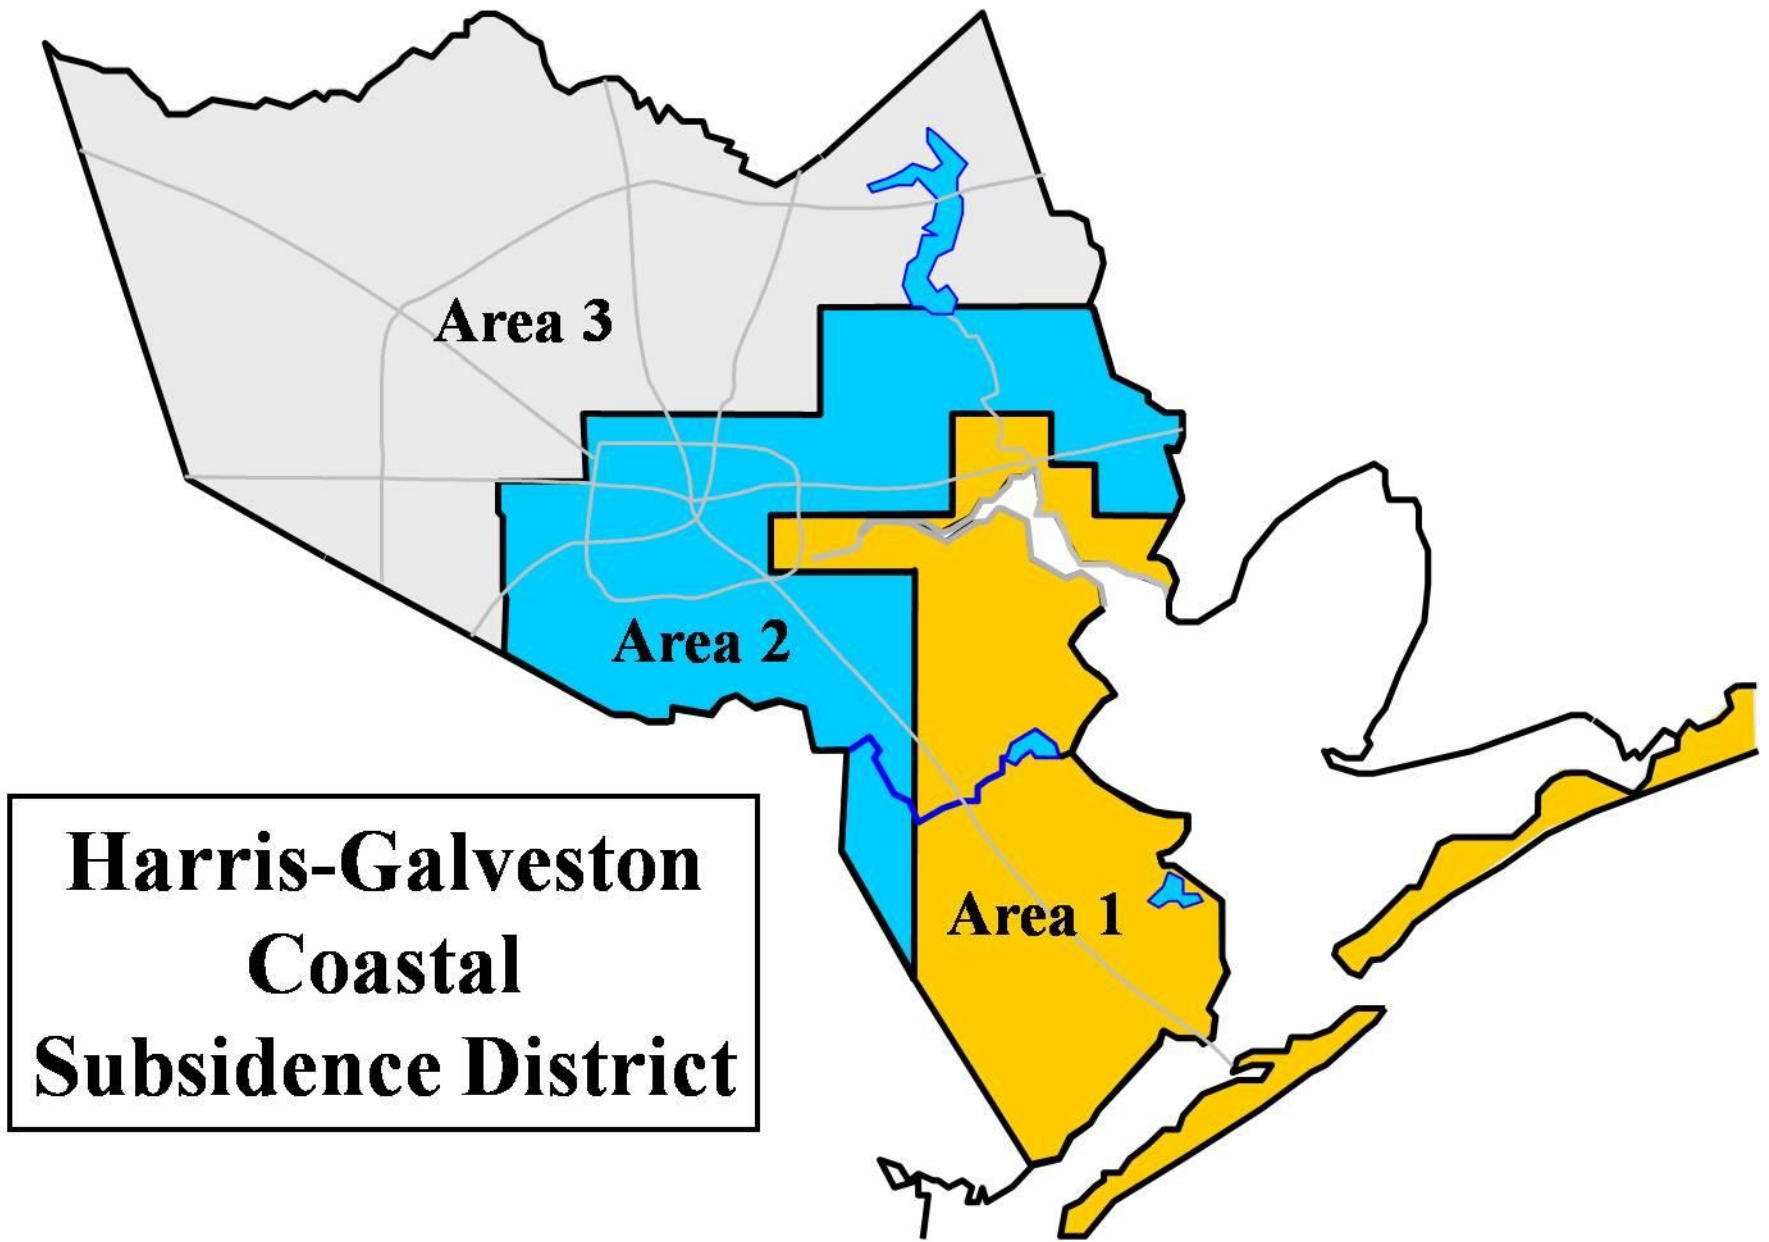 Area 3
Area 2
Area 1
Harris-Galveston
Coastal
Subsidence District